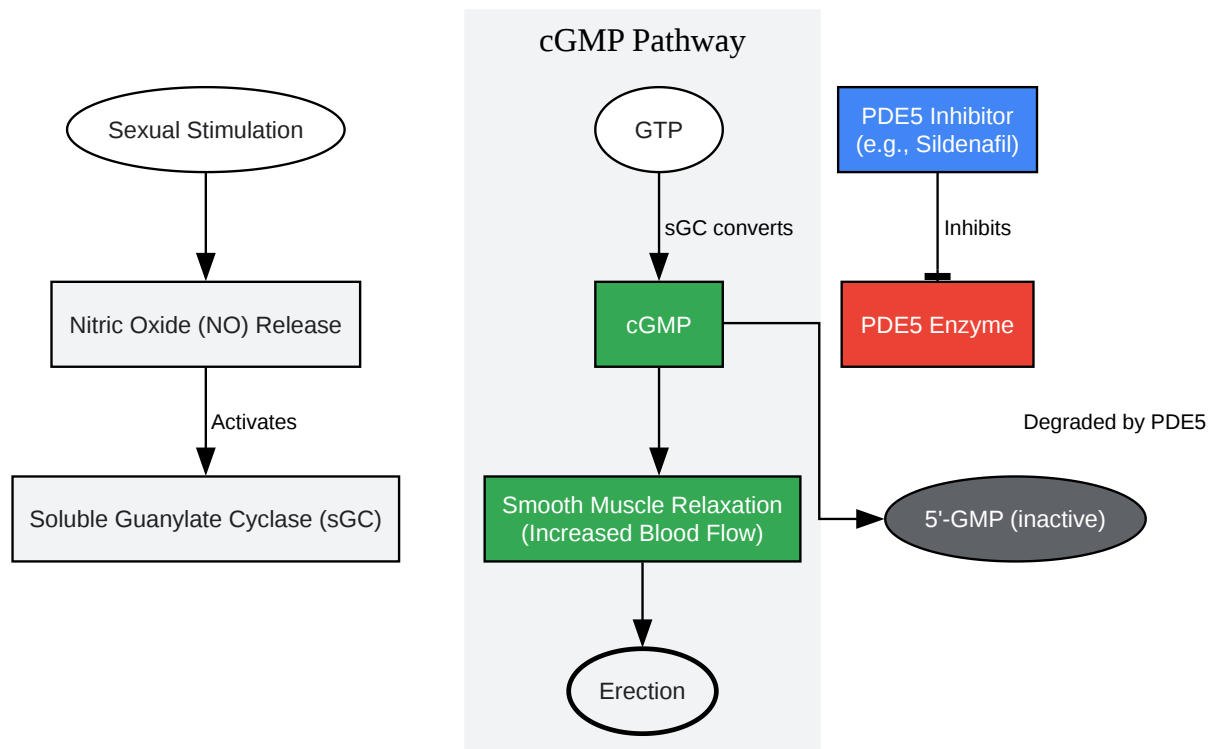 cGMP Pathway
Sexual Stimulation
GTP
PDE5 Inhibitor
(e.g., Sildenafil)
sGC converts
Inhibits
Nitric Oxide (NO) Release
cGMP
PDE5 Enzyme
Activates
Degraded by PDE5
Soluble Guanylate Cyclase (sGC)
Smooth Muscle Relaxation
(Increased Blood Flow)
5'-GMP (inactive)
Erection